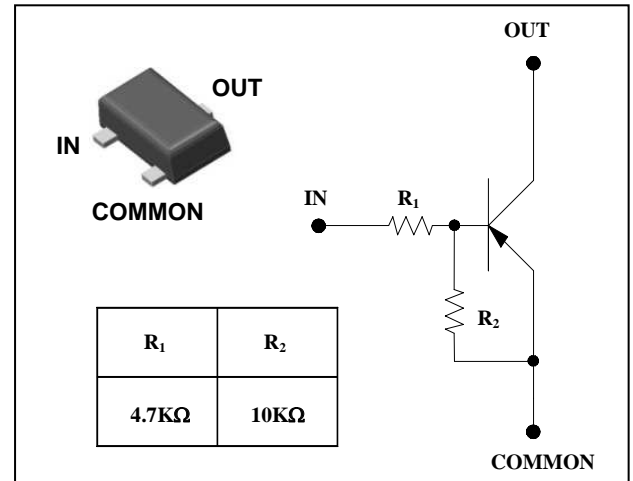 OUT
IN
COMMON
OUT
IN
R₁
R₂
COMMON
R₁ R₂
4.7KΩ 10KΩ